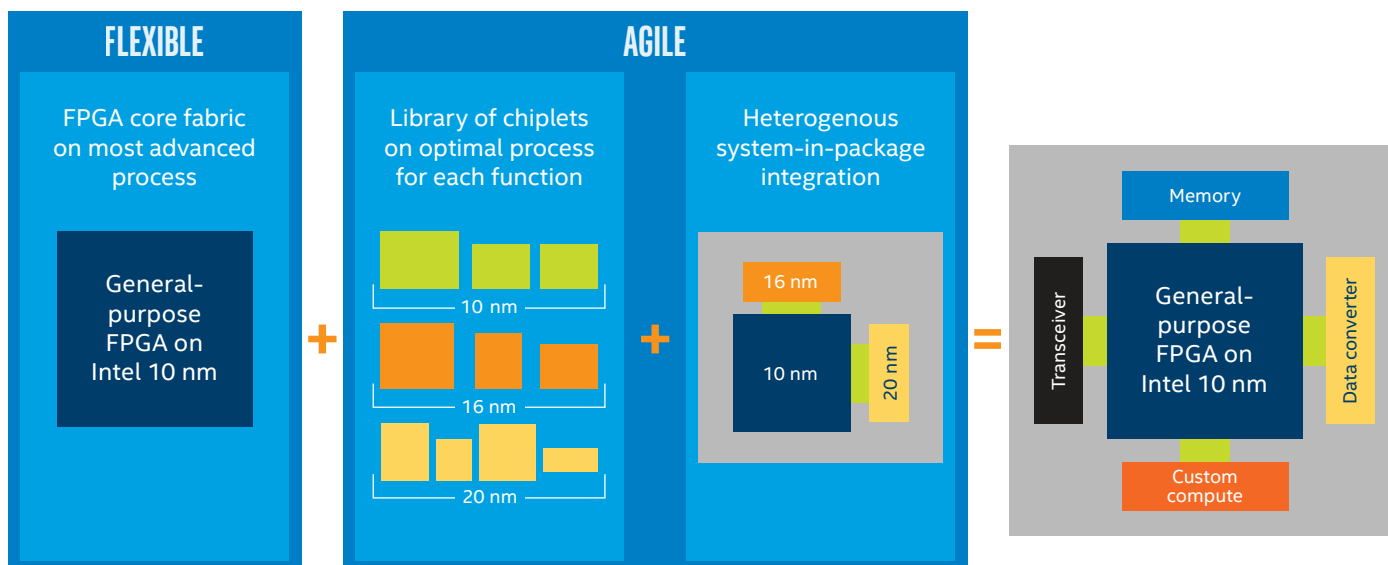 FLEXIBLE
FPGA core fabric
on most advanced
process
General-
purpose
FPGA on
Intel 10 nm
+
AGILE
Library of chiplets
on optimal process
for each function
10 nm
16 nm
20 nm
+
Heterogenous
system-in-package
integration
16 nm
10 nm
20 nm
=
Memory
Transceiver
General-
purpose
FPGA on
Intel 10 nm
Data converter
Custom
compute